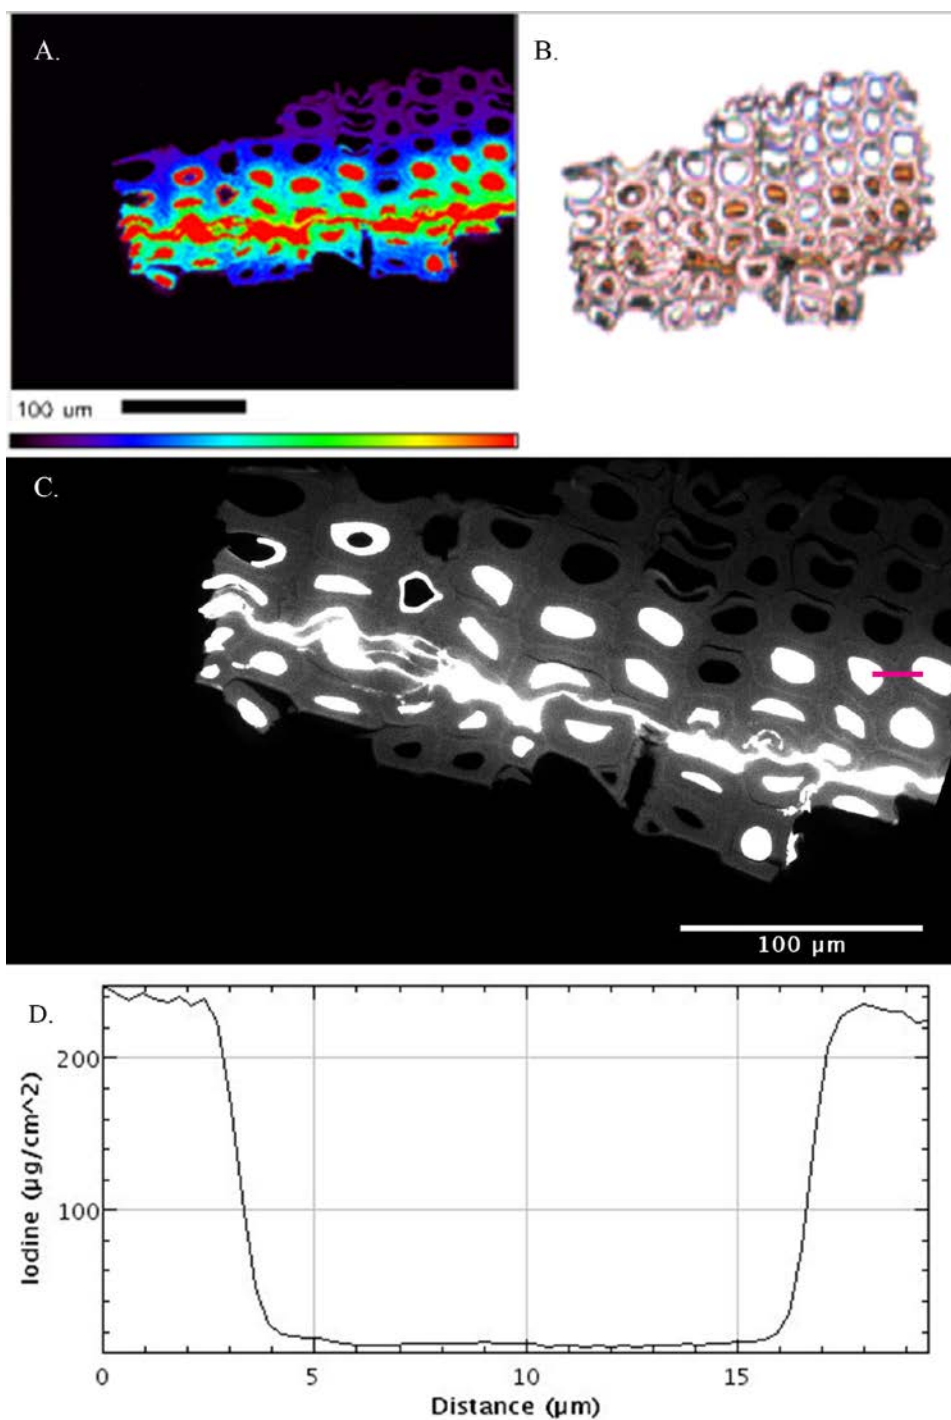 A.
B.
100 um
C.
100 µm
D.
200
100
Iodine (µg/cm^2)
0
5
10
15
Distance (µm)